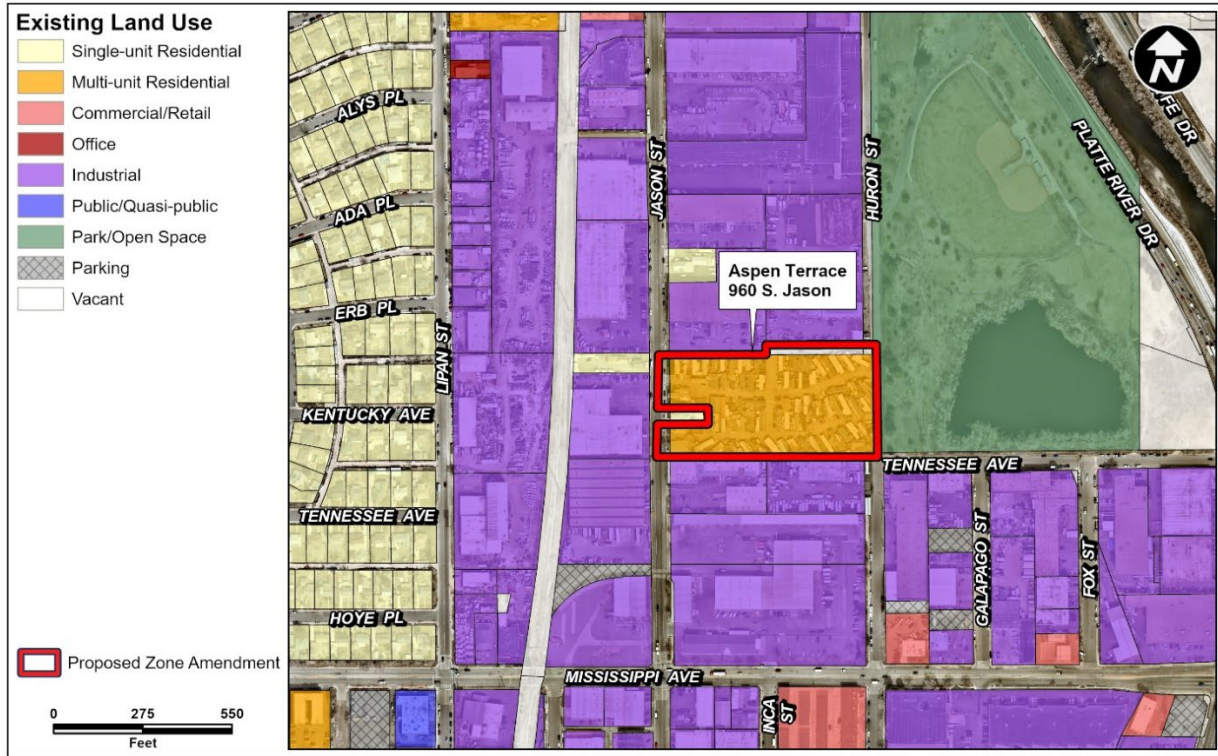 Existing Land Use
Single-unit Residential
Multi-unit Residential
Commercial/Retail
Office
Industrial
Public/Quasi-public
Park/Open Space
Parking
Vacant
Proposed Zone Amendment
0 275 550
Feet
N
ALYS PL
ADA PL
ERB PL
KENTUCKY AVE
TENNESSEE AVE
HOYE PL
LIPAN ST
JASON ST
HURON ST
PLATTE RIVER DR
FE DR
Aspen Terrace
960 S. Jason
TENNESSEE AVE
GALAPAGO ST
FOX ST
MISSISSIPPI AVE
INCA
ST